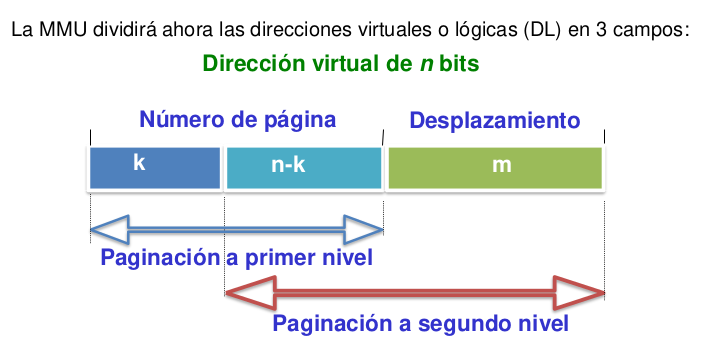 La MMU dividirá ahora las direcciones virtuales o lógicas (DL) en 3 campos:
Dirección virtual de n bits
Número de página
Desplazamiento
k
n-k
m
Paginación a primer nivel
Paginación a segundo nivel